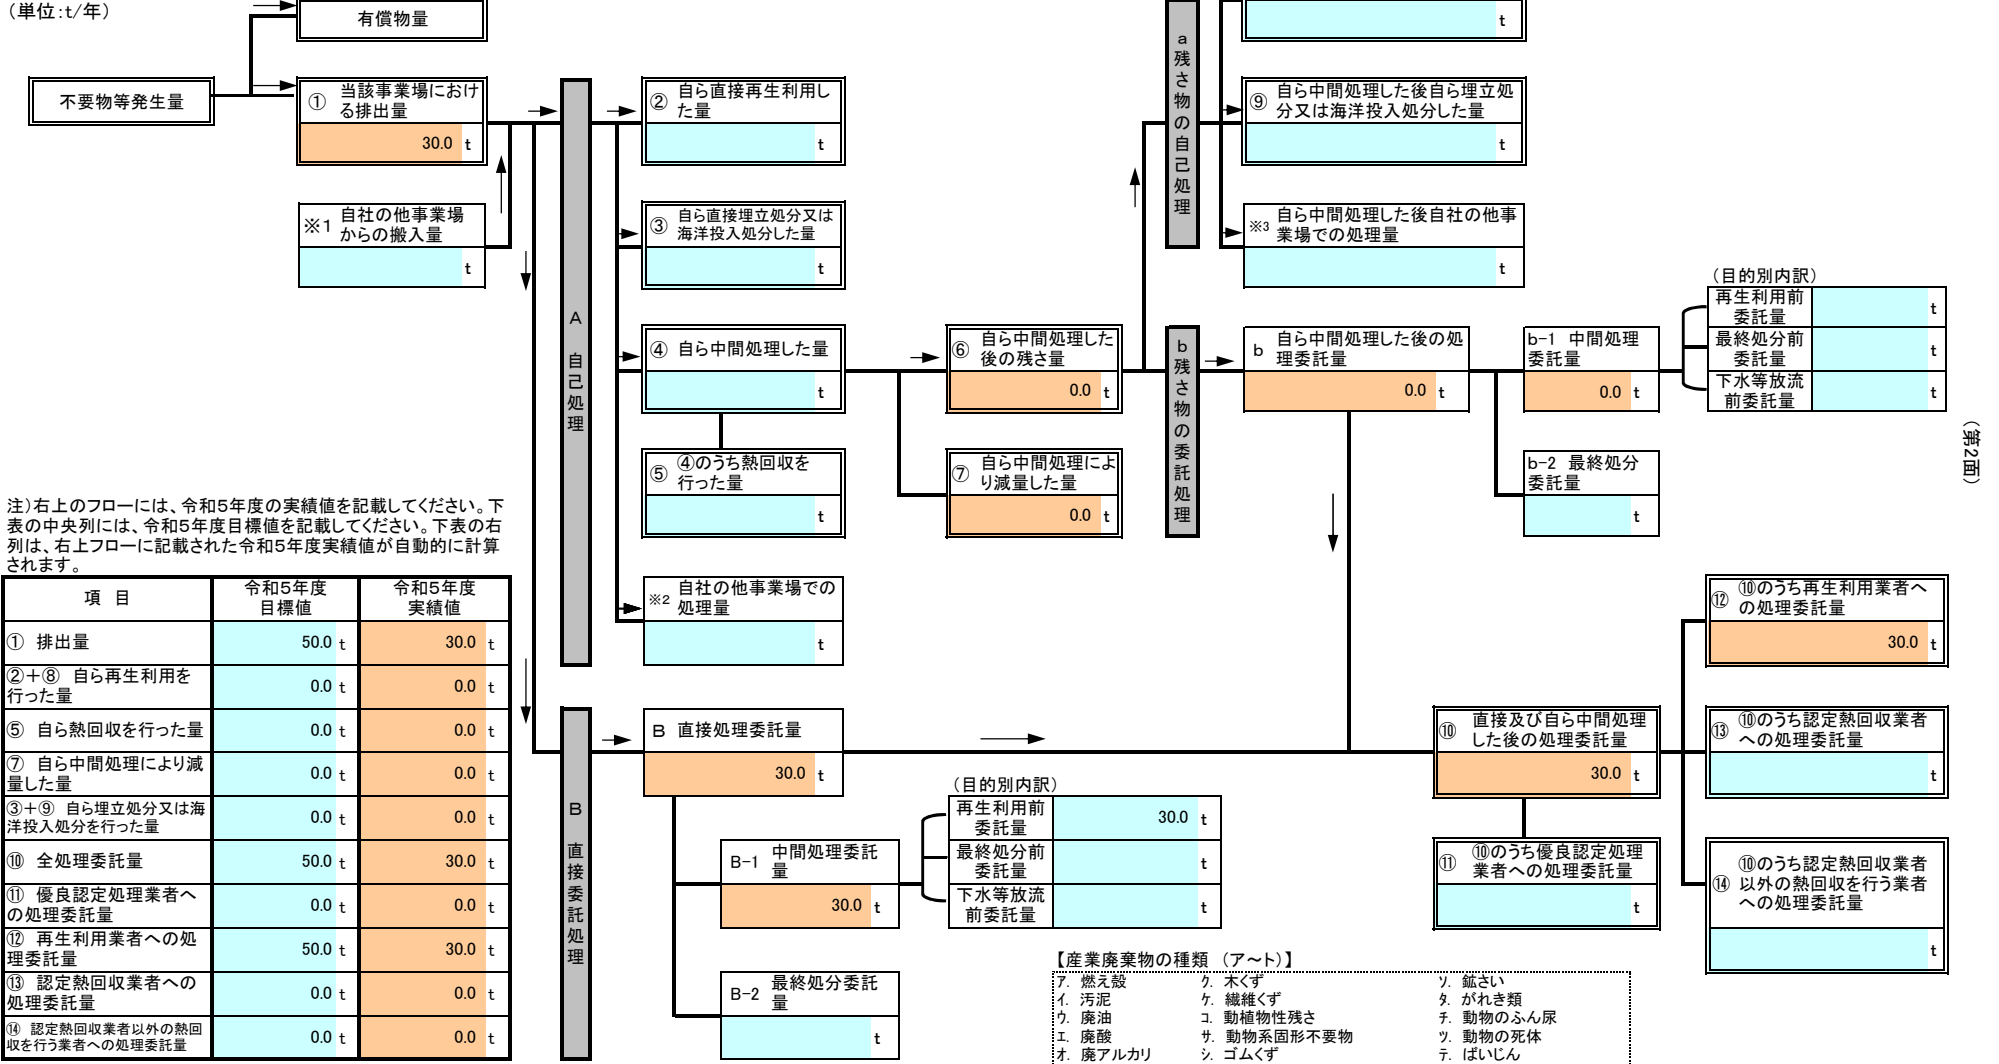 （単位：t/年）
有償物量
不要物等発生量
① 当該事業場におけ
る排出量
30.0 t
※1 自社の他事業場
からの搬入量
t
A 自己処理
② 自ら直接再生利用し
た量
t
③ 自ら直接埋立処分又は
海洋投入処分した量
t
④ 自ら中間処理した量
t
⑤ ④のうち熱回収を
行った量
t
※2 自社の他事業場での
処理量
t
⑥ 自ら中間処理した
後の残さ量
0.0 t
⑦ 自ら中間処理によ
り減量した量
0.0 t
a 残さ物の自己処理
t
⑨ 自ら中間処理した後自ら埋立処
分又は海洋投入処分した量
t
※3 自ら中間処理した後自社の他事
業場での処理量
t
b 残さ物の委託処理
b 自ら中間処理した後の処
理委託量
0.0 t
b-1 中間処理
委託量
0.0 t
b-2 最終処分
委託量
t
（目的別内訳）
再生利用前
委託量
t
最終処分前
委託量
t
下水等放流
前委託量
t
（第2面）
注）右上のフローには、令和5年度の実績値を記載してください。下
表の中央列には、令和5年度目標値を記載してください。下表の右
列は、右上フローに記載された令和5年度実績値が自動的に計算
されます。
項 目
令和5年度
目標値
令和5年度
実績値
① 排出量 50.0 t 30.0 t
②＋⑧ 自ら再生利用を
行った量
0.0 t 0.0 t
⑤ 自ら熱回収を行った量 0.0 t 0.0 t
⑦ 自ら中間処理により減
量した量
0.0 t 0.0 t
③＋⑨ 自ら埋立処分又は海
洋投入処分を行った量
0.0 t 0.0 t
⑩ 全処理委託量 50.0 t 30.0 t
⑪ 優良認定処理業者へ
の処理委託量
0.0 t 0.0 t
⑫ 再生利用業者への処
理委託量
50.0 t 30.0 t
⑬ 認定熱回収業者への
処理委託量
0.0 t 0.0 t
⑭ 認定熱回収業者以外の熱回
収を行う業者への処理委託量
0.0 t 0.0 t
B 直接委託処理
B 直接処理委託量
30.0 t
B-1 中間処理委託
量
30.0 t
B-2 最終処分委託
量
t
（目的別内訳）
再生利用前
委託量
30.0 t
最終処分前
委託量
t
下水等放流
前委託量
t
⑩ 直接及び自ら中間処理
した後の処理委託量
30.0 t
⑪ ⑩のうち優良認定処理
業者への処理委託量
t
⑫ ⑩のうち再生利用業者へ
の処理委託量
30.0 t
⑬ ⑩のうち認定熱回収業者
への処理委託量
t
⑭ ⑩のうち認定熱回収業者
以外の熱回収を行う業者
への処理委託量
t
【産業廃棄物の種類 （ア～ト）】
ア. 燃え殻 ク. 木くず ソ. 鉱さい
イ. 汚泥 ケ. 繊維くず タ. がれき類
ウ. 廃油 コ. 動植物性残さ チ. 動物のふん尿
エ. 廃酸 サ. 動物系固形不要物 ツ. 動物の死体
オ. 廃アルカリ シ. ゴムくず テ. ばいじん